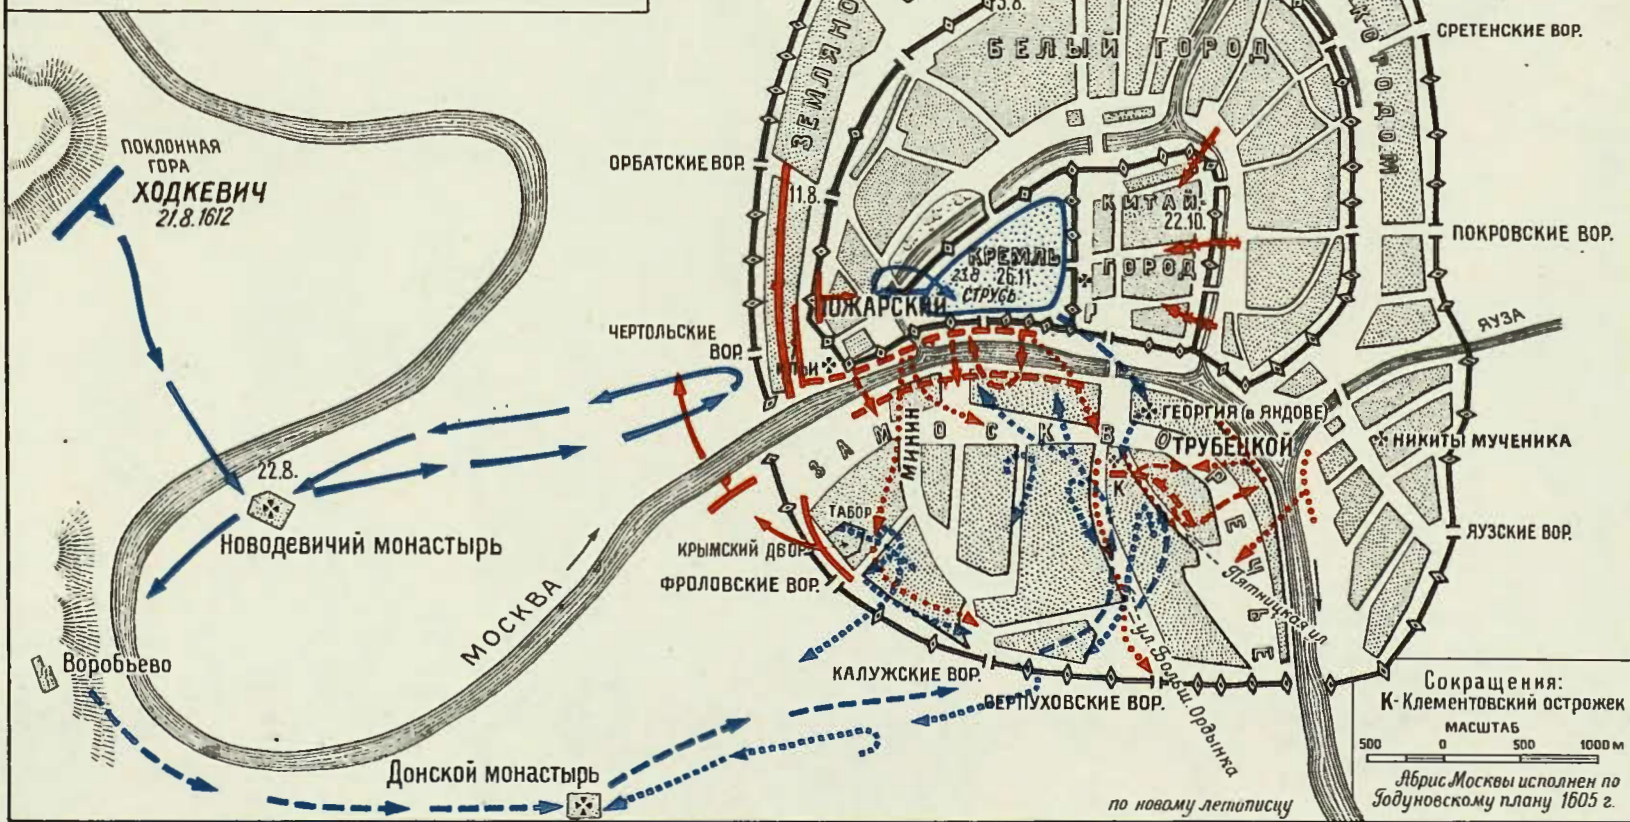 3.8.
БЕЛЫЙ ГОРОД
СРЕТЕНСКИЕ ВОР.
ПОКЛОННАЯ
ГОРА
ХОДКЕВИЧ
21.8.1612
ОРБАТСКИЕ ВОР.
11.8.
КИТАЙ-
22.10.
ГОРОД
ПОКРОВСКИЕ ВОР.
КРЕМЛЬ
23.8 26.11.
СТРУСЬ
ПОЖАРСКИЙ
ЧЕРТОЛЬСКИЕ
ВОР.
ИЛЬИ
ЯУЗА
ГЕОРГИЯ (в ЯНДОВЕ)
ТРУБЕЦКОЙ
НИКИТЫ МУЧЕНИКА
МИНИН
ЗАМОСКВОРЕЧЬЕ
К
22.8.
Новодевичий монастырь
ТАБОР
КРЫМСКИЙ ДВОР
ФРОЛОВСКИЕ ВОР.
ЯУЗСКИЕ ВОР.
МОСКВА
Пятницкая ул
ул. Больш. Ордынка
Воробьево
КАЛУЖСКИЕ ВОР.
СЕРПУХОВСКИЕ ВОР.
Донской монастырь
Сокращения:
К-Клементовский острожек
МАСШТАБ
500 0 500 1000 м
Абрис Москвы исполнен по
Годуновскому плану 1605 г.
по новому летописцу